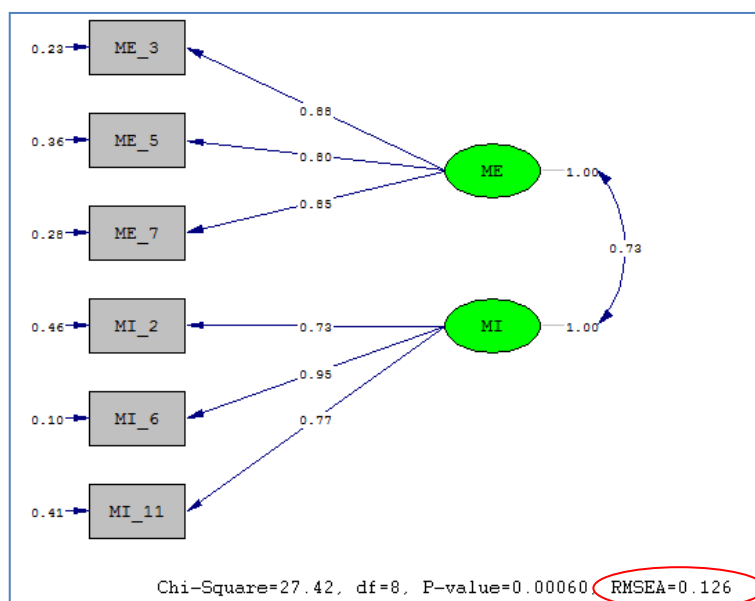 0.23 ME_3
0.88
0.36 ME_5
0.80
ME 1.00
0.85
0.28 ME_7
0.73
0.46 MI_2
0.73
MI 1.00
0.95
0.10 MI_6
0.77
0.41 MI_11
Chi-Square=27.42, df=8, P-value=0.00060, RMSEA=0.126